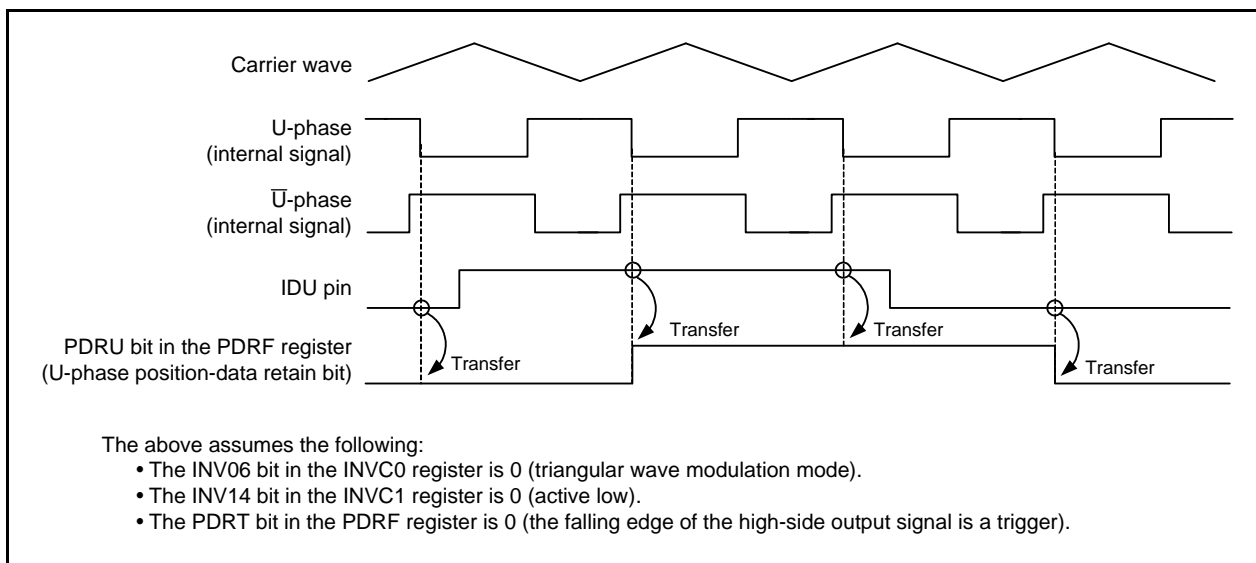 Carrier wave
U-phase
(internal signal)
U̅-phase
(internal signal)
IDU pin
Transfer
Transfer
PDRU bit in the PDRF register
(U-phase position-data retain bit)
Transfer
Transfer
The above assumes the following:
• The INV06 bit in the INVC0 register is 0 (triangular wave modulation mode).
• The INV14 bit in the INVC1 register is 0 (active low).
• The PDRT bit in the PDRF register is 0 (the falling edge of the high-side output signal is a trigger).